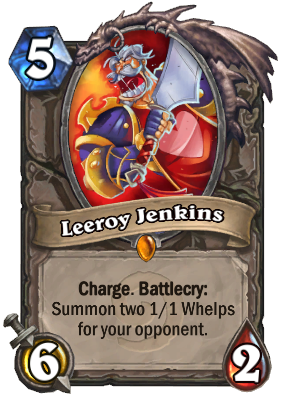 5
Leeroy Jenkins
Charge. Battlecry:
Summon two 1/1 Whelps
for your opponent.
6
2